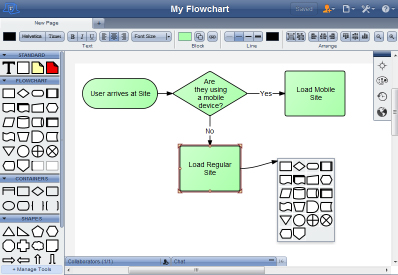 My Flowchart
Saved
New Page
Helvetica Times B I U Font Size
Text Block Line Arrange
STANDARD
T
FLOWCHART
CONTAINERS
SHAPES
+ Manage Tools
User arrives at Site
Are
they using
a mobile
device?
Yes
Load Mobile
Site
No
Load Regular
Site
Collaborators (1/1) Chat